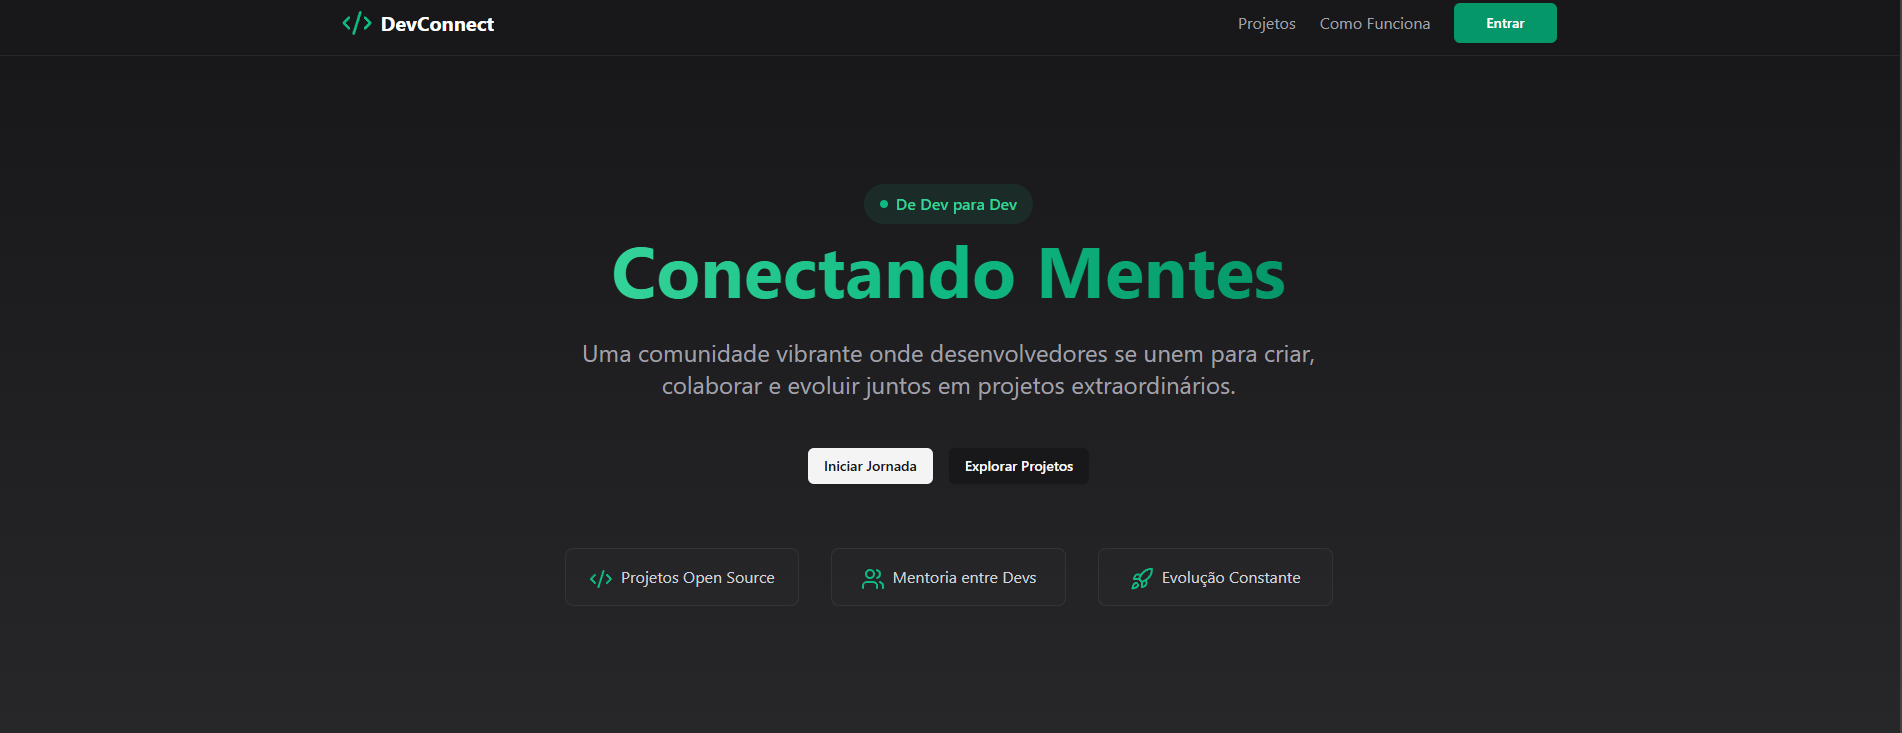 DevConnect
Projetos
Como Funciona
Entrar
De Dev para Dev
Conectando Mentes
Uma comunidade vibrante onde desenvolvedores se unem para criar,
colaborar e evoluir juntos em projetos extraordinários.
Iniciar Jornada
Explorar Projetos
Projetos Open Source
Mentoria entre Devs
Evolução Constante